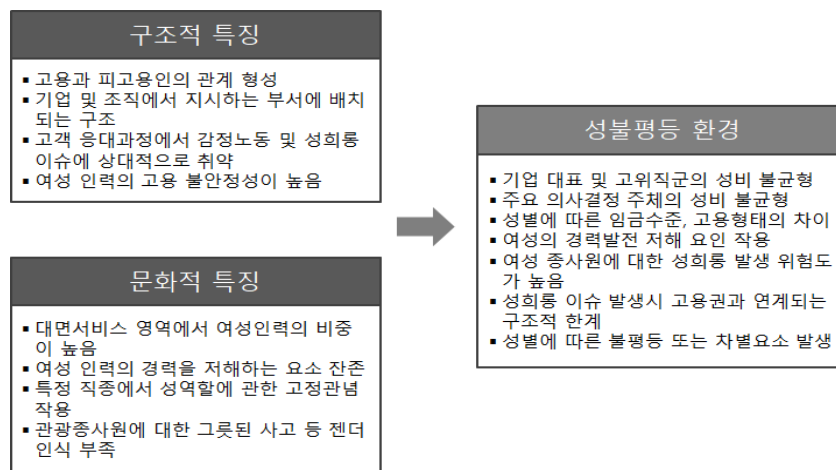 구조적 특징
▪ 고용과 피고용인의 관계 형성
▪ 기업 및 조직에서 지시하는 부서에 배치
되는 구조
▪ 고객 응대과정에서 감정노동 및 성희롱
이슈에 상대적으로 취약
▪ 여성 인력의 고용 불안정성이 높음
문화적 특징
▪ 대면서비스 영역에서 여성인력의 비중
이 높음
▪ 여성 인력의 경력을 저해하는 요소 잔존
▪ 특정 직종에서 성역할에 관한 고정관념
작용
▪ 관광종사원에 대한 그릇된 사고 등 젠더
인식 부족
성불평등 환경
▪ 기업 대표 및 고위직군의 성비 불균형
▪ 주요 의사결정 주체의 성비 불균형
▪ 성별에 따른 임금수준, 고용형태의 차이
▪ 여성의 경력발전 저해 요인 작용
▪ 여성 종사원에 대한 성희롱 발생 위험도
가 높음
▪ 성희롱 이슈 발생시 고용권과 연계되는
구조적 한계
▪ 성별에 따른 불평등 또는 차별요소 발생